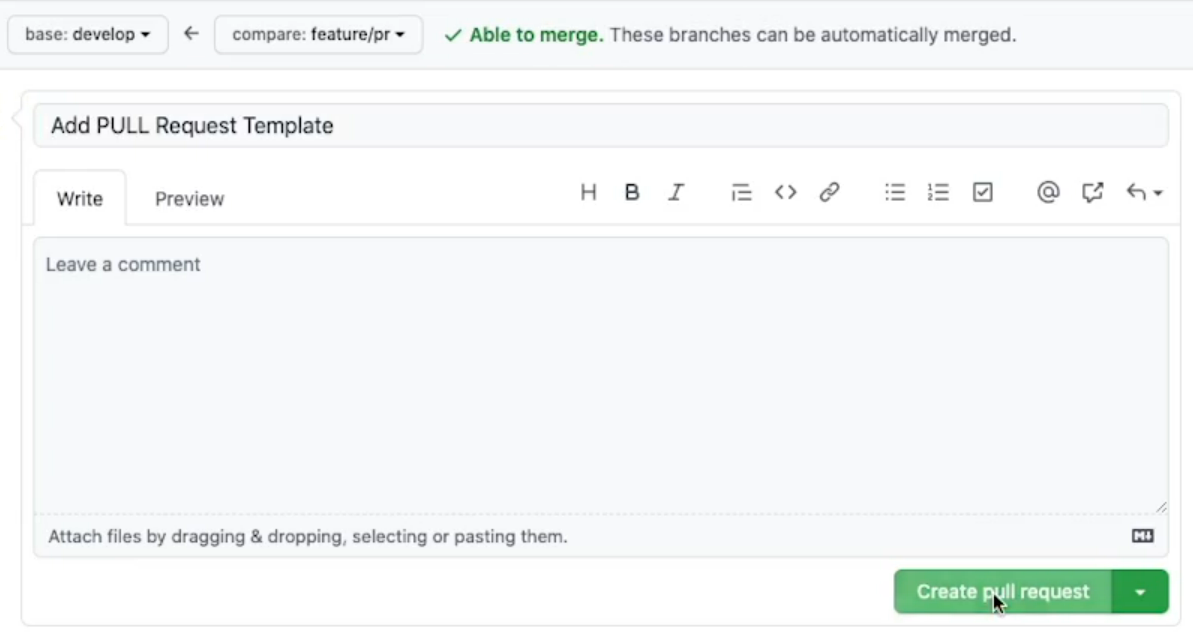 base: develop compare: feature/pr Able to merge. These branches can be automatically merged.
Add PULL Request Template
Write Preview H B I <> @
Leave a comment
Attach files by dragging & dropping, selecting or pasting them.
Create pull request